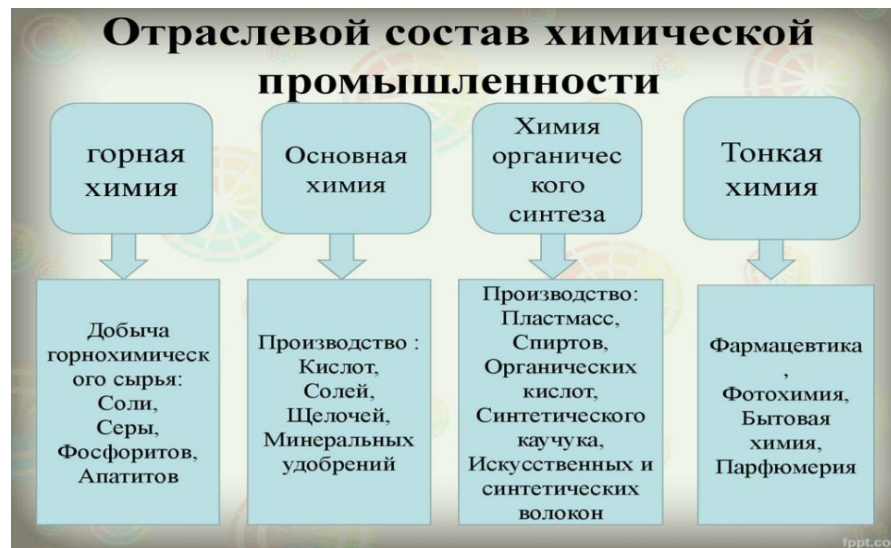 Отраслевой состав химической
промышленности
горная
химия
Основная
химия
Химия
органичес
кого
синтеза
Тонкая
химия
Добыча
горнохимическ
ого сырья:
Соли,
Серы,
Фосфоритов,
Апатитов
Производство :
Кислот,
Солей,
Щелочей,
Минеральных
удобрений
Производство:
Пластмасс,
Спиртов,
Органических
кислот,
Синтетического
каучука,
Искусственных и
синтетических
волокон
Фармацевтика
,
Фотохимия,
Бытовая
химия,
Парфюмерия
fppt.co